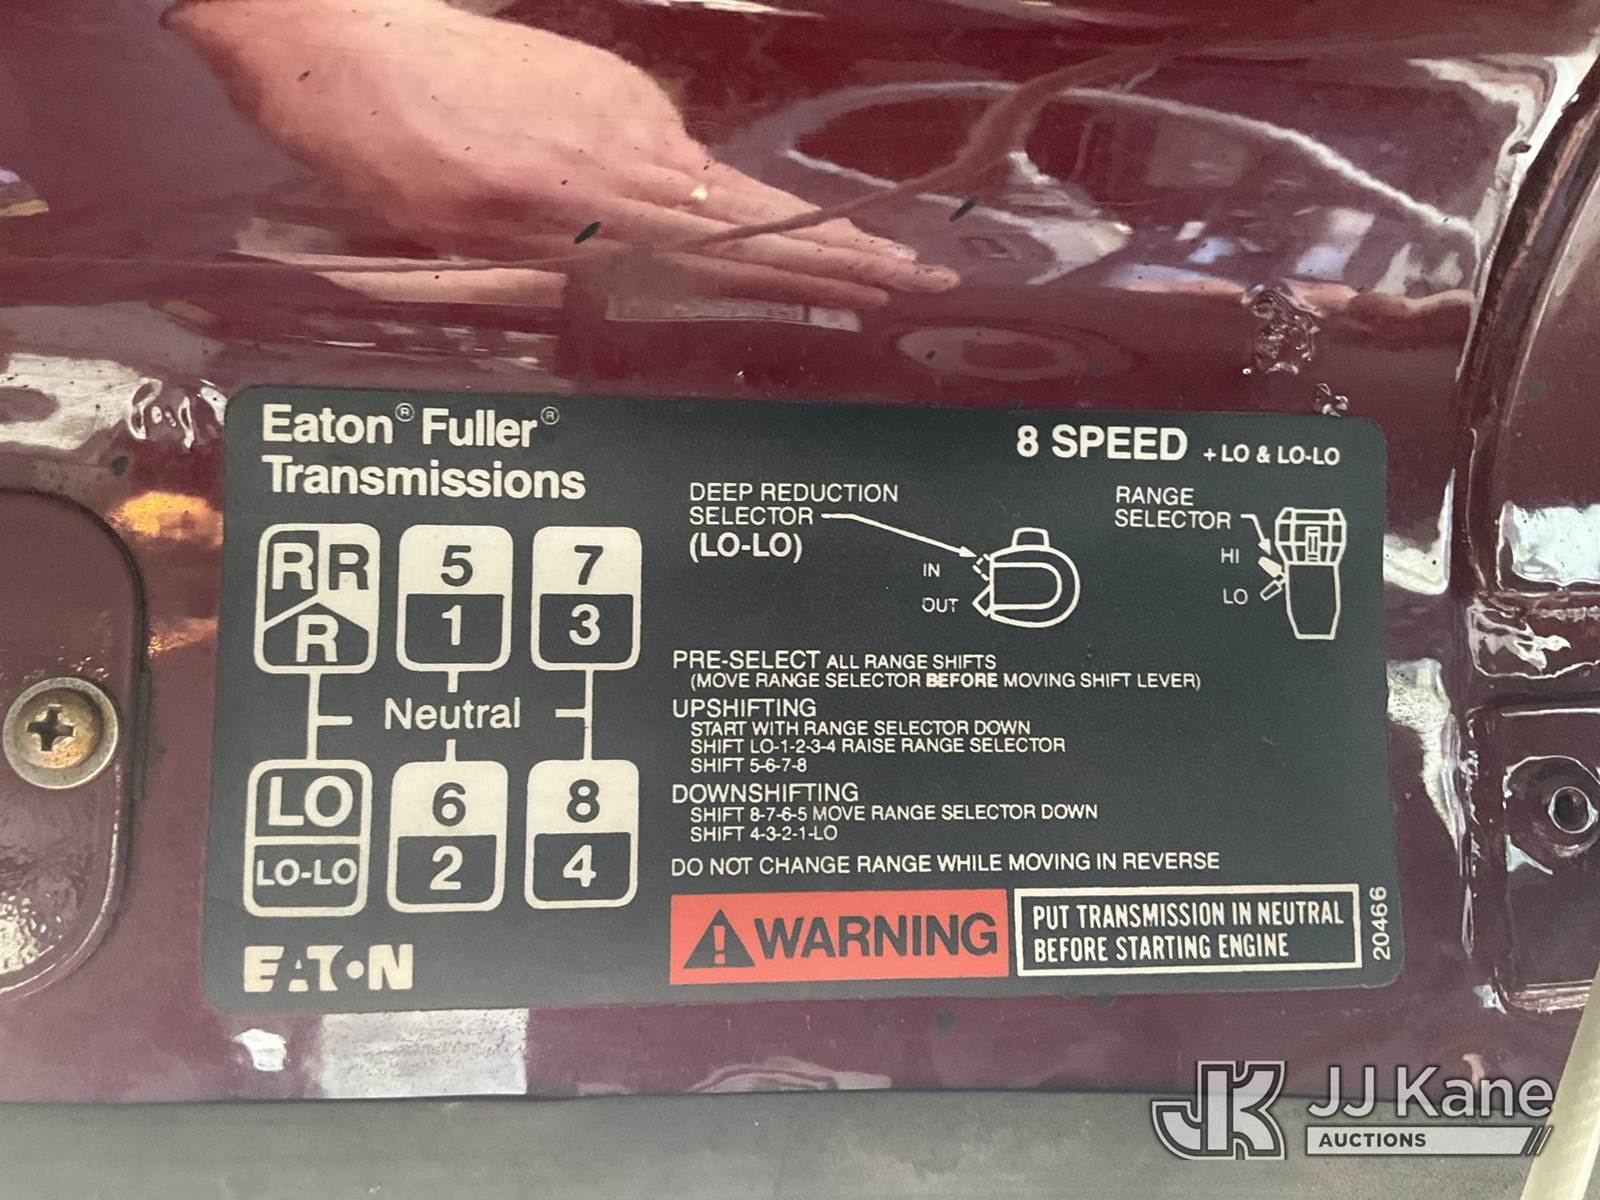 Eaton® Fuller®
Transmissions
8 SPEED + LO & LO-LO
R R
R
5
1
7
3
Neutral
LO
LO-LO
6
2
8
4
EATON
DEEP REDUCTION
SELECTOR
(LO-LO)
IN
OUT
RANGE
SELECTOR
HI
LO
PRE-SELECT ALL RANGE SHIFTS
(MOVE RANGE SELECTOR BEFORE MOVING SHIFT LEVER)
UPSHIFTING
START WITH RANGE SELECTOR DOWN
SHIFT LO-1-2-3-4 RAISE RANGE SELECTOR
SHIFT 5-6-7-8
DOWNSHIFTING
SHIFT 8-7-6-5 MOVE RANGE SELECTOR DOWN
SHIFT 4-3-2-1-LO
DO NOT CHANGE RANGE WHILE MOVING IN REVERSE
WARNING
PUT TRANSMISSION IN NEUTRAL
BEFORE STARTING ENGINE
20466
JK
JJ Kane
AUCTIONS